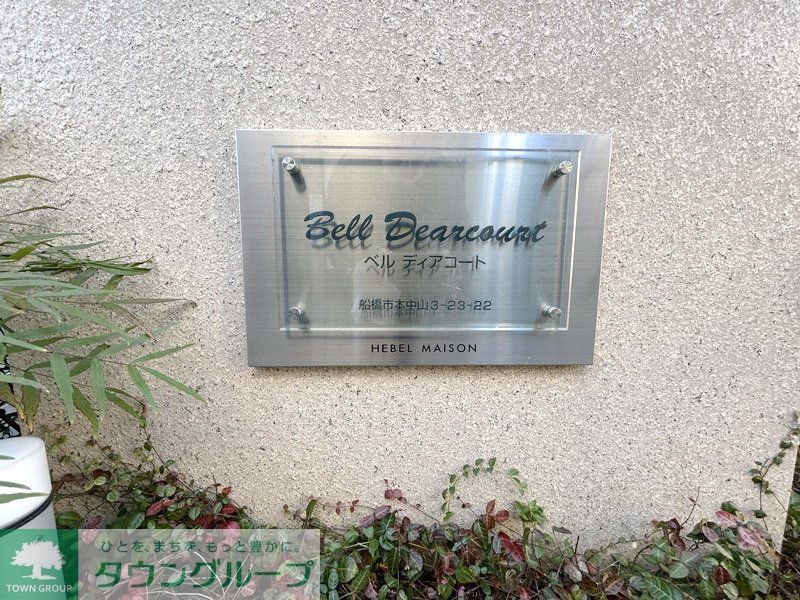 Bell Dearcourt
ベル ディアコート
船橋市本中山3-23-22
HEBEL MAISON
ひとを、まちを、もっと豊かに。
タウングループ
TOWN GROUP